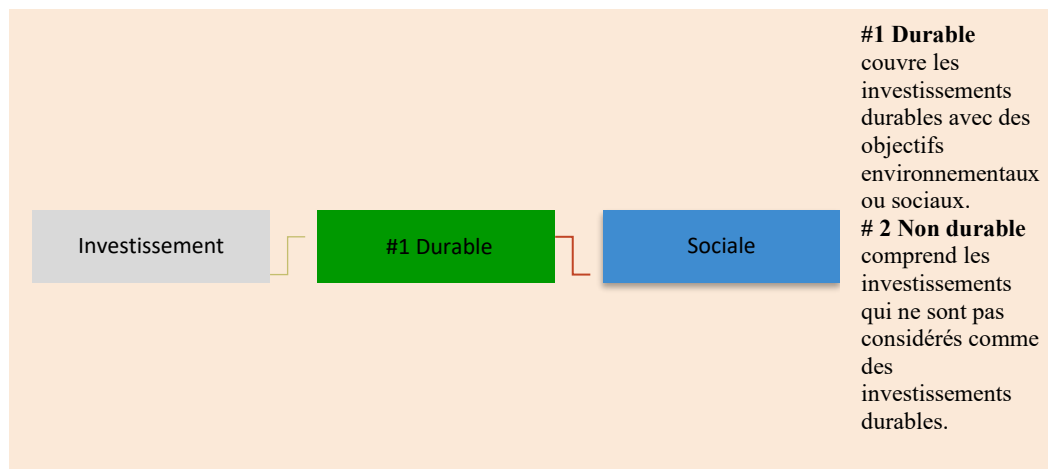 Investissement
#1 Durable
Sociale
#1 Durable
couvre les
investissements
durables avec des
objectifs
environnementaux
ou sociaux.
# 2 Non durable
comprend les
investissements
qui ne sont pas
considérés comme
des
investissements
durables.